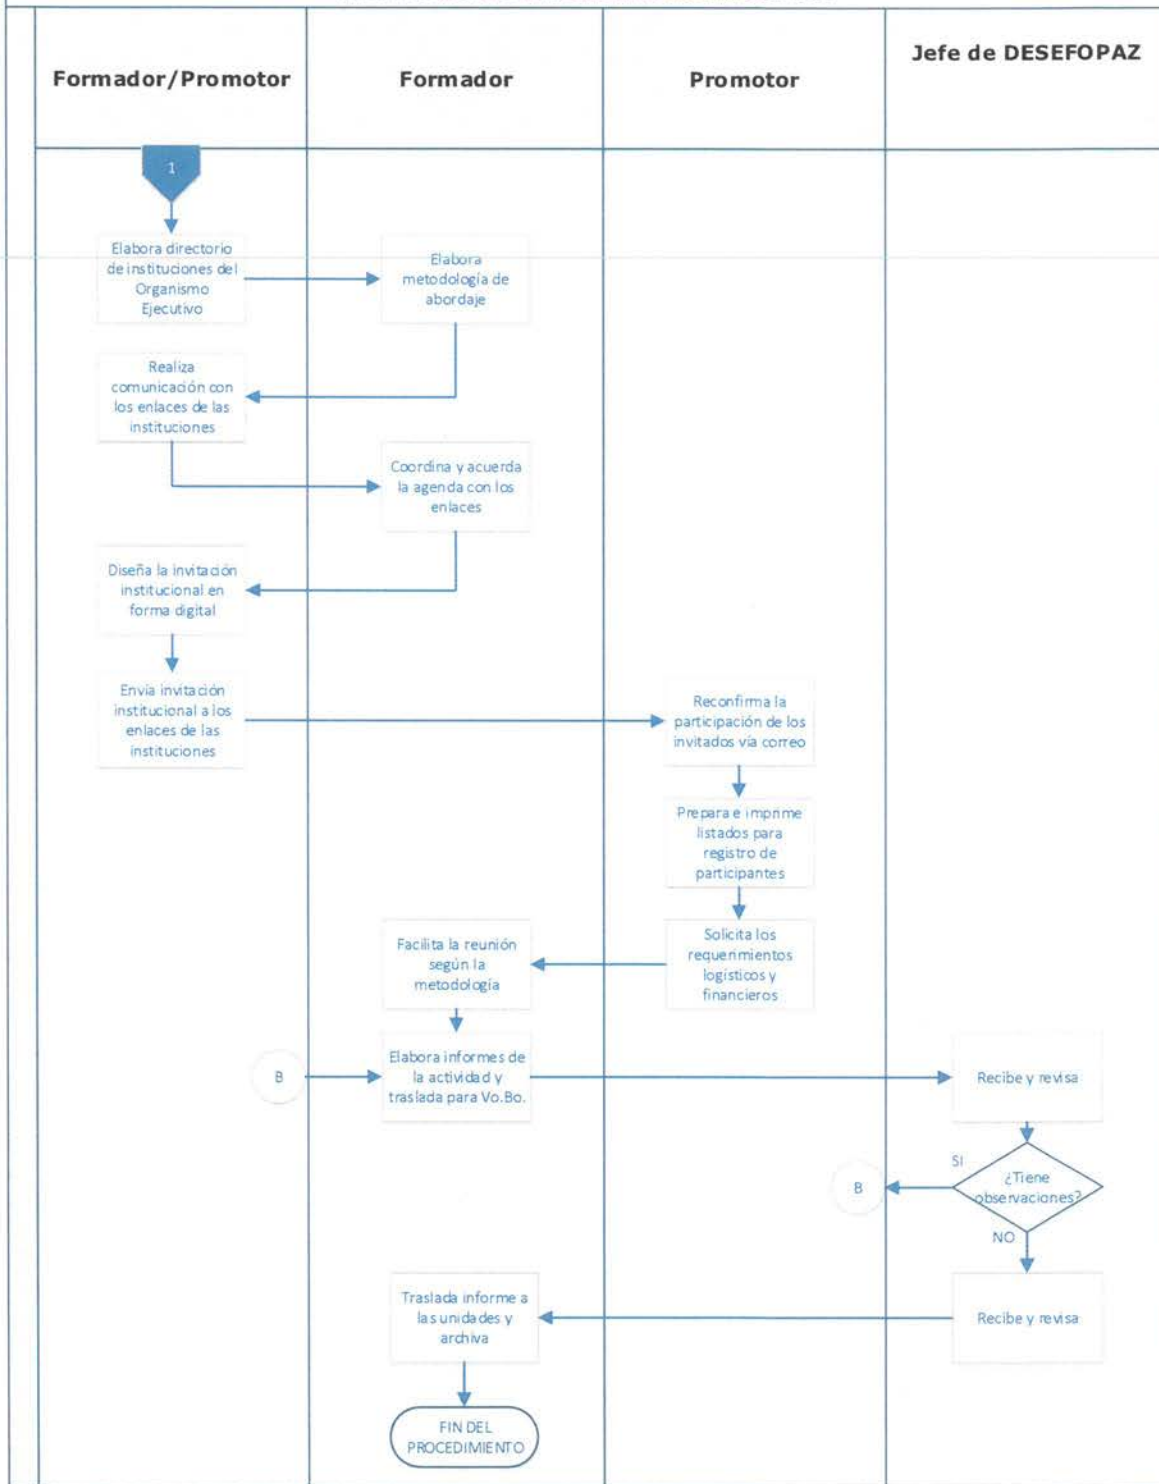 Formador/Promotor
Formador
Promotor
Jefe de DESEFOPAZ
1
Elabora directorio
de instituciones del
Organismo
Ejecutivo
Elabora
metodología de
abordaje
Realiza
comunicación con
los enlaces de las
instituciones
Coordina y acuerda
la agenda con los
enlaces
Diseña la invitación
institucional en
forma digital
Envía invitación
institucional a los
enlaces de las
instituciones
Reconfirma la
participación de los
invitados vía correo
Prepara e imprime
listados para
registro de
participantes
Solicita los
requerimientos
logísticos y
financieros
Facilita la reunión
según la
metodología
B
Elabora informes de
la actividad y
traslada para Vo.Bo.
Recibe y revisa
SI
¿Tiene
observaciones?
B
NO
Recibe y revisa
Traslada informe a
las unidades y
archiva
FIN DEL
PROCEDIMIENTO